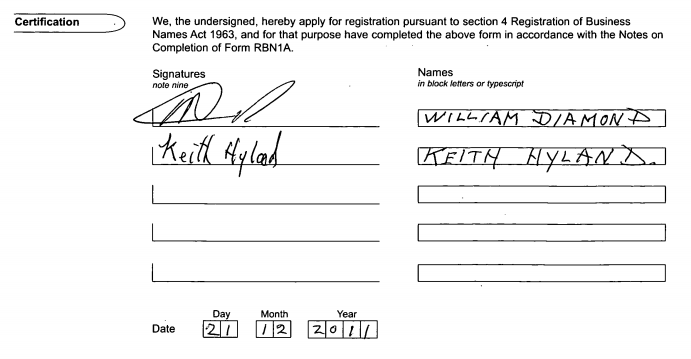 Certification
We, the undersigned, hereby apply for registration pursuant to section 4 Registration of Business
Names Act 1963, and for that purpose have completed the above form in accordance with the Notes on
Completion of Form RBN1A.
Signatures
note nine
Names
in block letters or typescript
WILLIAM DIAMOND
Keith Hyland
KEITH HYLAND.
Day Month Year
Date 21 12 2011